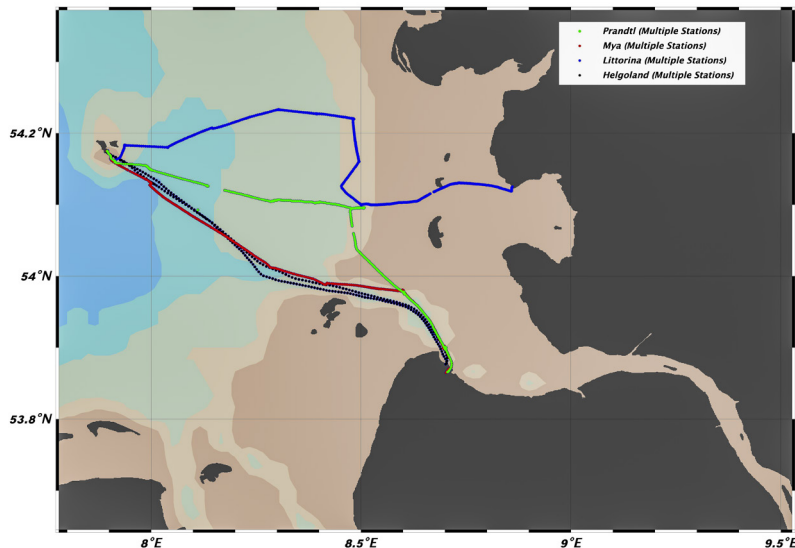 Prandtl (Multiple Stations)
Mya (Multiple Stations)
Littorina (Multiple Stations)
Helgoland (Multiple Stations)
54.2°N
54°N
53.8°N
8°E
8.5°E
9°E
9.5°E